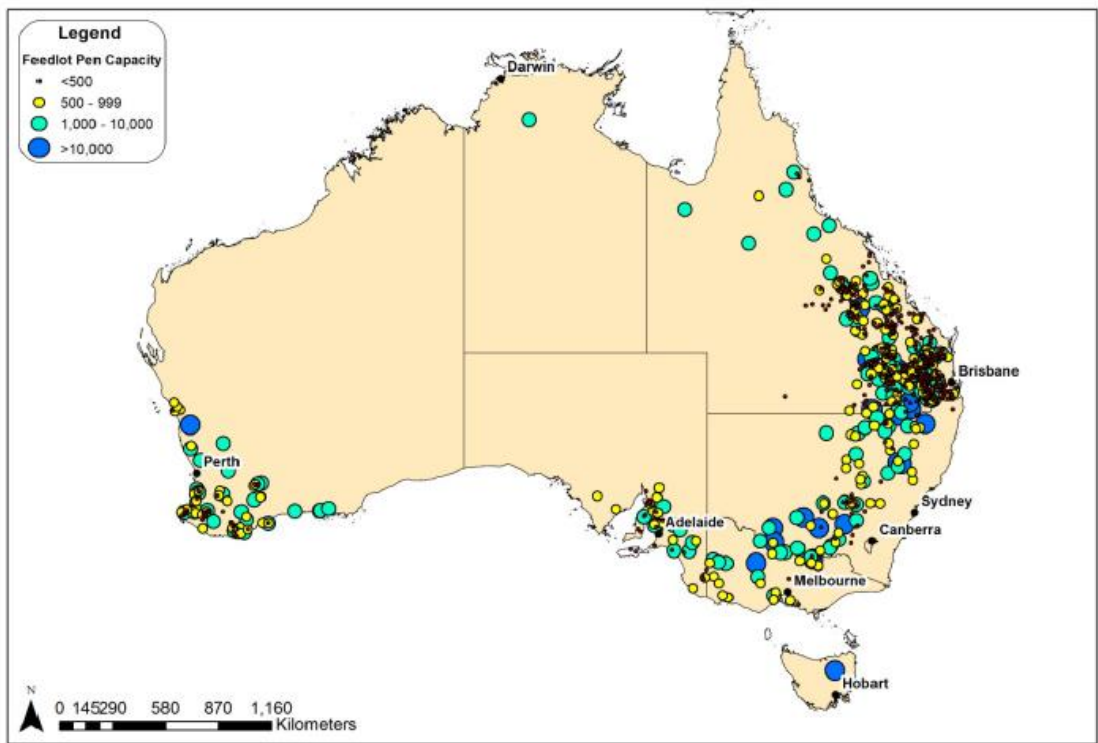 Legend
Feedlot Pen Capacity
<500
500 - 999
1,000 - 10,000
>10,000
Darwin
Brisbane
Perth
Sydney
Adelaide
Canberra
Melbourne
Hobart
N
0 145290 580 870 1,160
Kilometers